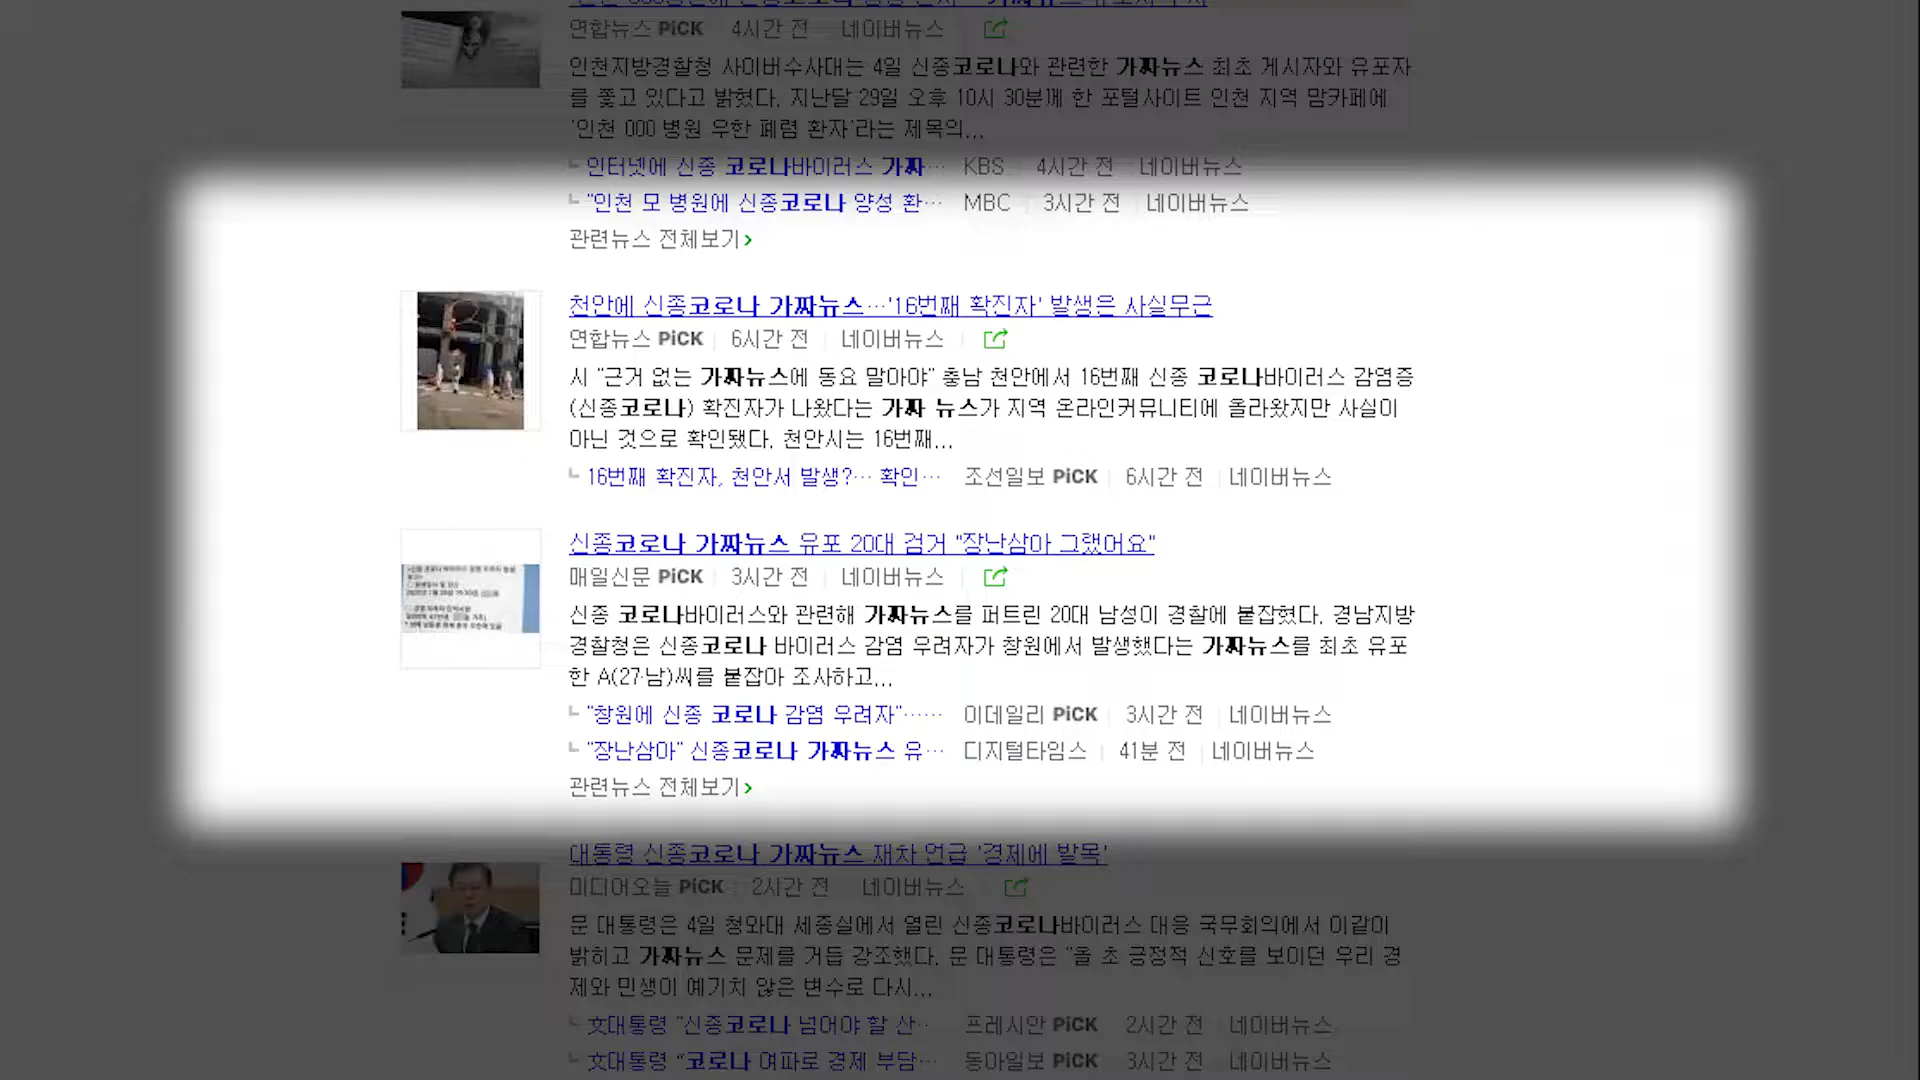 연합뉴스 PiCK 4시간 전 네이버뉴스
인천지방경찰청 사이버수사대는 4일 신종코로나와 관련한 가짜뉴스 최초 게시자와 유포자
를 쫓고 있다고 밝혔다. 지난달 29일 오후 10시 30분께 한 포털사이트 인천 지역 맘카페에
'인천 000 병원 우한 폐렴 환자'라는 제목의...
인터넷에 신종 코로나바이러스 가짜… KBS 4시간 전 네이버뉴스
"인천 모 병원에 신종코로나 양성 환… MBC 3시간 전 네이버뉴스
관련뉴스 전체보기
천안에 신종코로나 가짜뉴스…'16번째 확진자' 발생은 사실무근
연합뉴스 PiCK 6시간 전 네이버뉴스
시 "근거 없는 가짜뉴스에 동요 말아야" 충남 천안에서 16번째 신종 코로나바이러스 감염증
(신종코로나) 확진자가 나왔다는 가짜 뉴스가 지역 온라인커뮤니티에 올라왔지만 사실이
아닌 것으로 확인됐다. 천안시는 16번째...
16번째 확진자, 천안서 발생?… 확인… 조선일보 PiCK 6시간 전 네이버뉴스
신종코로나 가짜뉴스 유포 20대 검거 "장난삼아 그랬어요"
매일신문 PiCK 3시간 전 네이버뉴스
신종 코로나바이러스와 관련해 가짜뉴스를 퍼트린 20대 남성이 경찰에 붙잡혔다. 경남지방
경찰청은 신종코로나 바이러스 감염 우려자가 창원에서 발생했다는 가짜뉴스를 최초 유포
한 A(27·남)씨를 붙잡아 조사하고...
"창원에 신종 코로나 감염 우려자"…… 이데일리 PiCK 3시간 전 네이버뉴스
"장난삼아" 신종코로나 가짜뉴스 유… 디지털타임스 41분 전 네이버뉴스
관련뉴스 전체보기
대통령 신종코로나 가짜뉴스 재차 언급 '경제에 발목'
미디어오늘 PiCK 2시간 전 네이버뉴스
문 대통령은 4일 청와대 세종실에서 열린 신종코로나바이러스 대응 국무회의에서 이같이
밝히고 가짜뉴스 문제를 거듭 강조했다. 문 대통령은 "올 초 긍정적 신호를 보이던 우리 경
제와 민생이 예기치 않은 변수로 다시...
文대통령 "신종코로나 넘어야 할 산… 프레시안 PiCK 2시간 전 네이버뉴스
文대통령 "코로나 여파로 경제 부담… 동아일보 PiCK 3시간 전 네이버뉴스